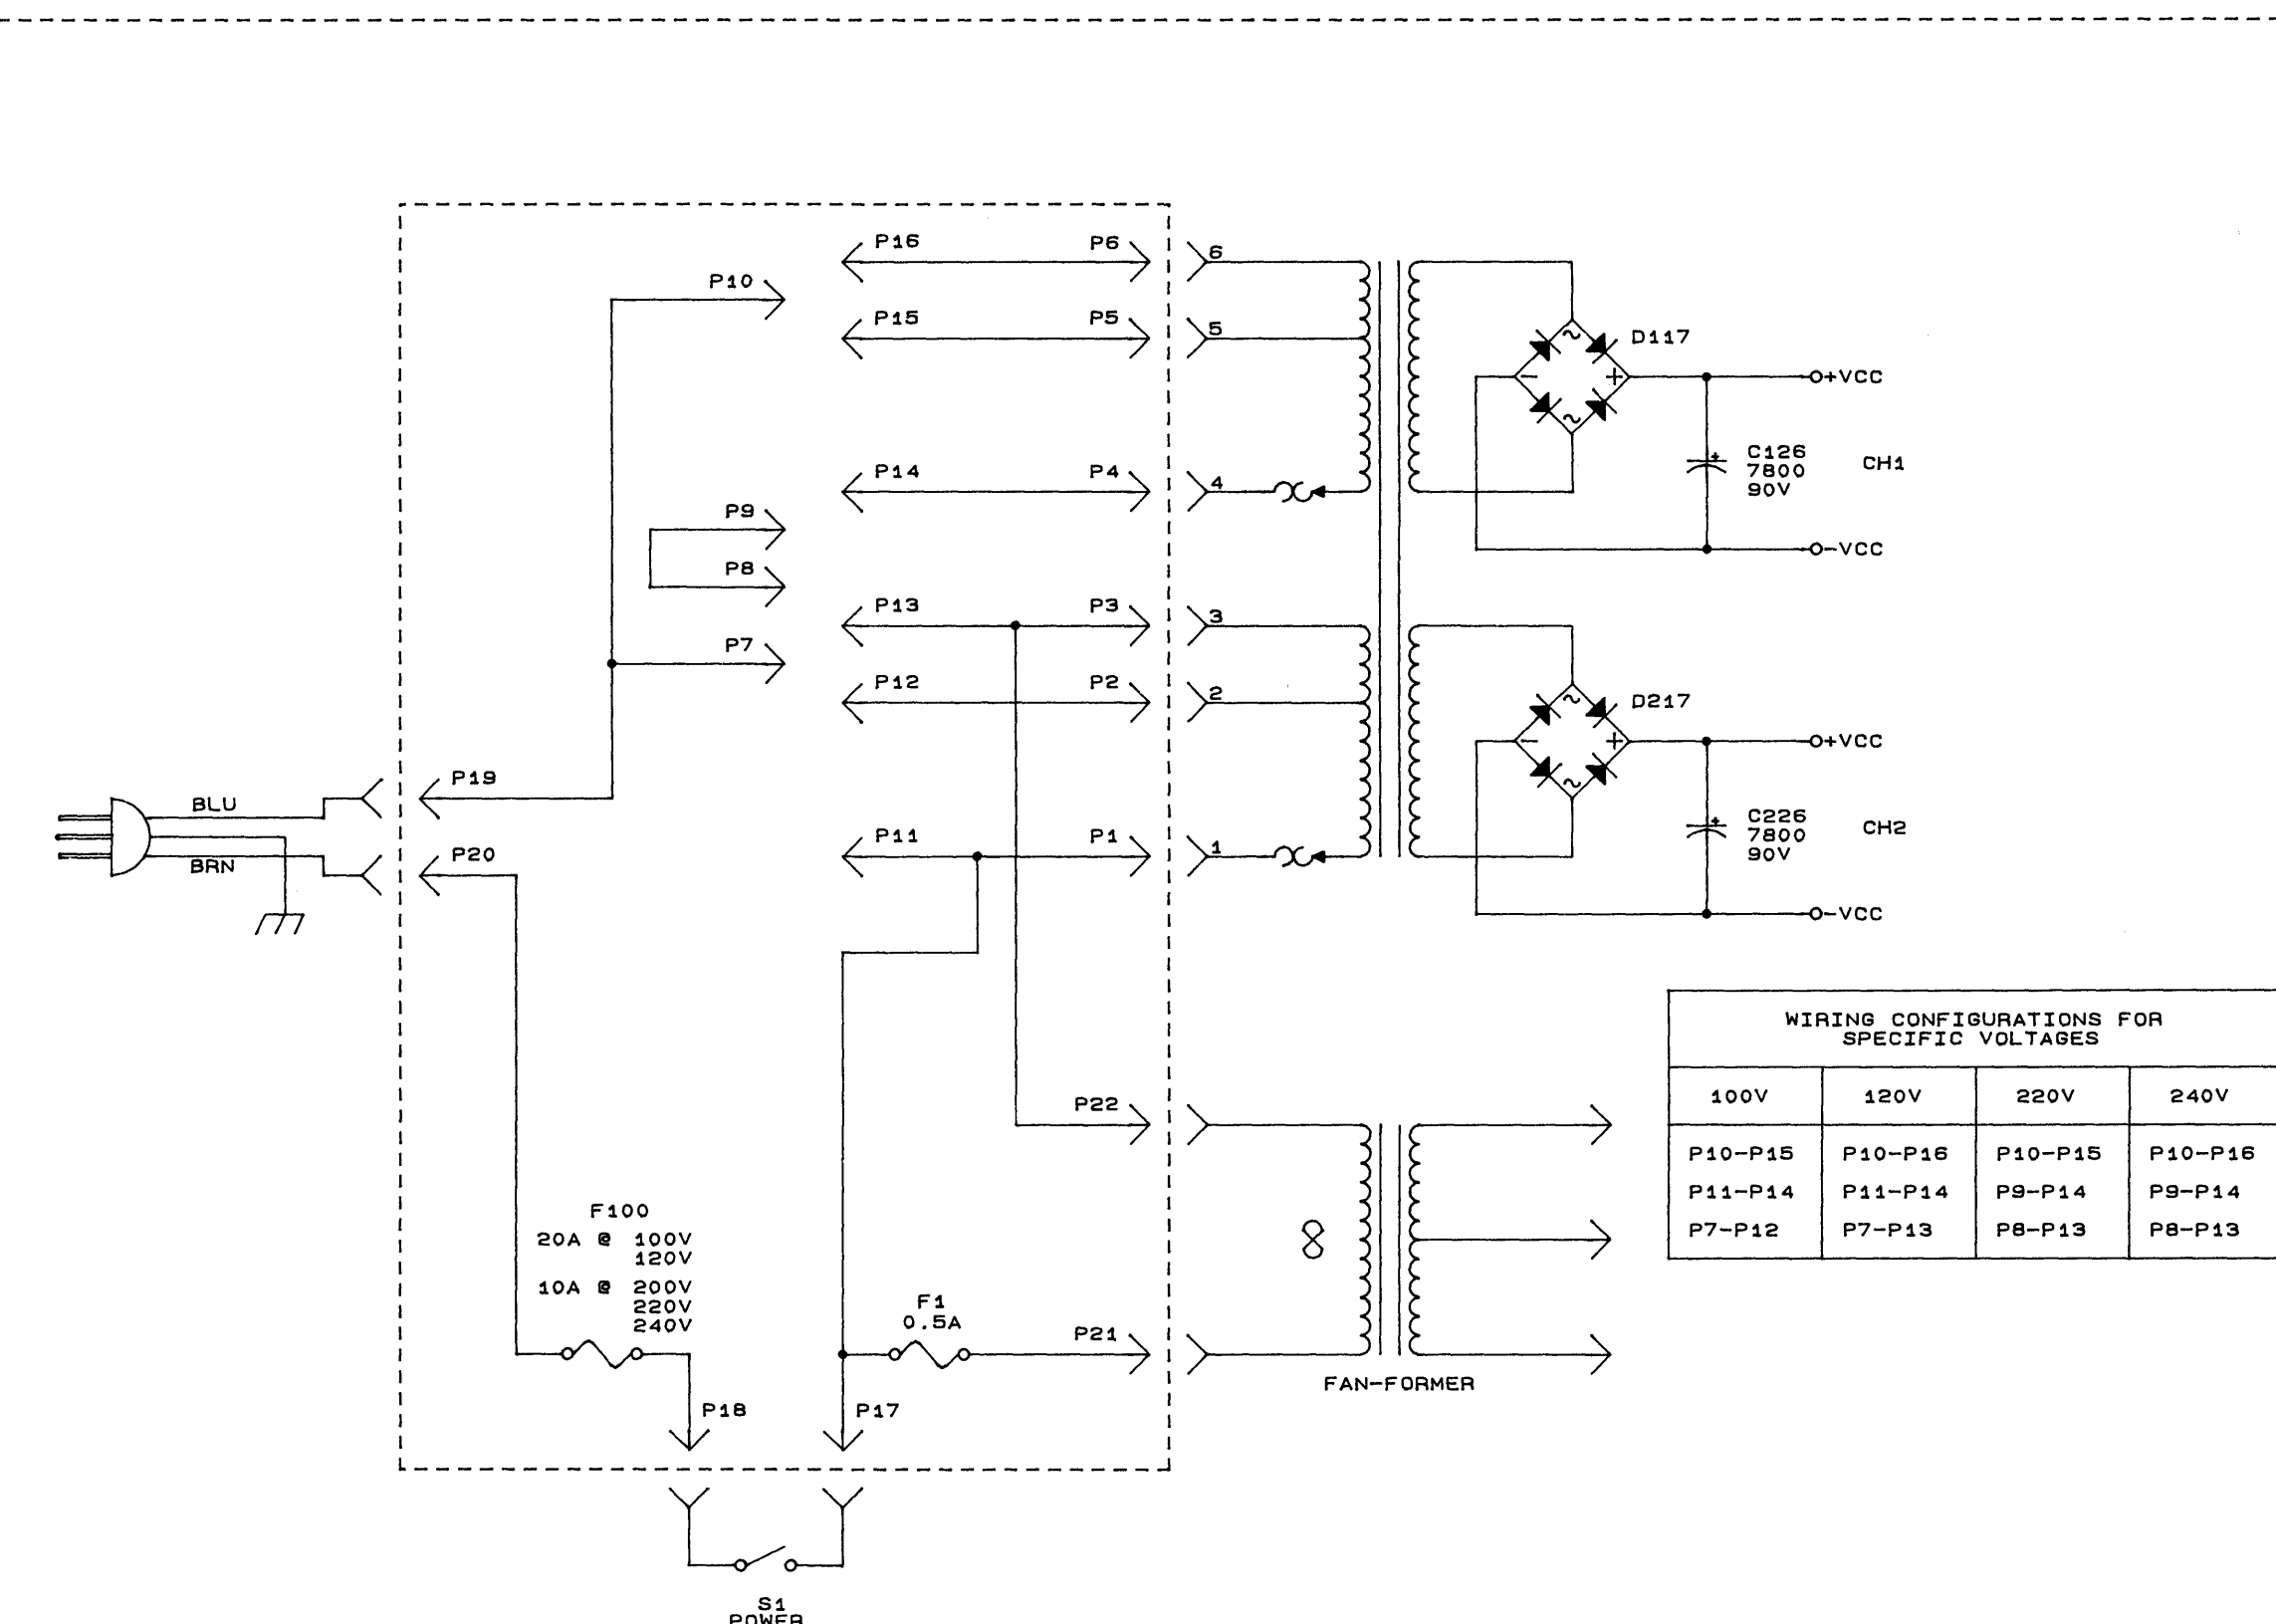 P16 P6 6
P10
P15 P5 5
D117
+VCC
C126
7800
90V
CH1
P14 P4 4
P9
-VCC
P8
P13 P3 3
P7
P12 P2 2
D217
+VCC
P19
BLU
C226
7800
90V
CH2
P11 P1 1
P20
BRN
-VCC
WIRING CONFIGURATIONS FOR
SPECIFIC VOLTAGES
100V 120V 220V 240V
P10-P15 P10-P16 P10-P15 P10-P16
P11-P14 P11-P14 P9-P14 P9-P14
P7-P12 P7-P13 P8-P13 P8-P13
P22
F100
20A @ 100V
120V
10A @ 200V
220V
240V
F1
0.5A
P21
FAN-FORMER
P18 P17
S1
POWER